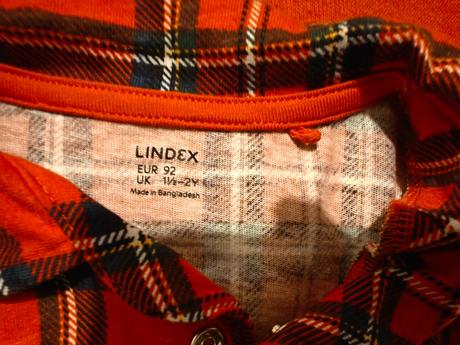 LINDEX
EUR 92
UK 1½-2Y
Made in Bangladesh